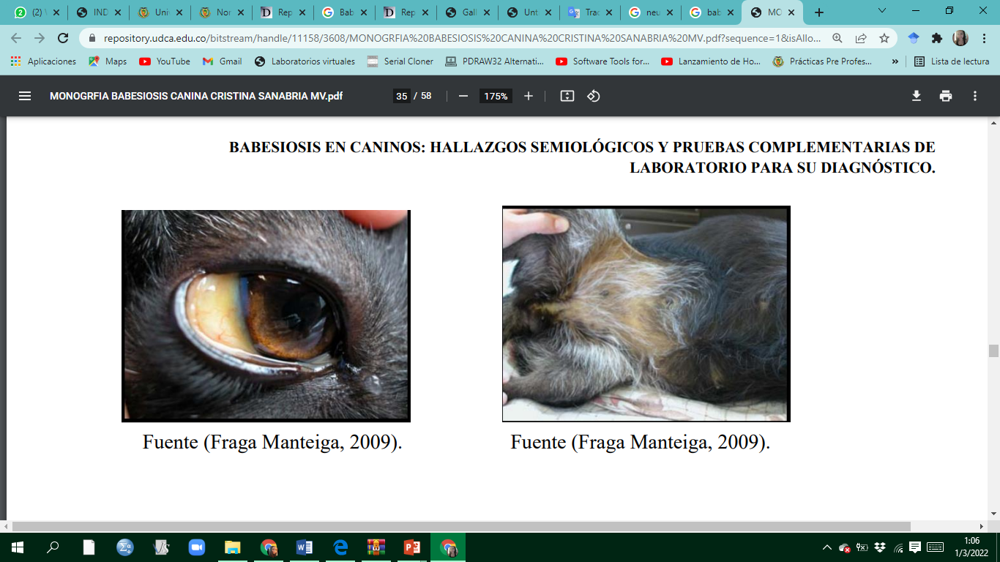 (2) V
IND
Univ
Nor
Rep
Bab
Rep
Gall
Unt
Trac
neu
bab
MO
repository.udca.edu.co/bitstream/handle/11158/3608/MONOGRFIA%20BABESIOSIS%20CANINA%20CRISTINA%20SANABRIA%20MV.pdf?sequence=1&isAllo...
Aplicaciones
Maps
YouTube
Gmail
Laboratorios virtuales
Serial Cloner
PDRAW32 Alternati...
Software Tools for...
Lanzamiento de Ho...
Prácticas Pre Profes...
»
Lista de lectura
MONOGRFIA BABESIOSIS CANINA CRISTINA SANABRIA MV.pdf
35 / 58
175%
BABESIOSIS EN CANINOS: HALLAZGOS SEMIOLÓGICOS Y PRUEBAS COMPLEMENTARIAS DE
LABORATORIO PARA SU DIAGNÓSTICO.
Fuente (Fraga Manteiga, 2009).
Fuente (Fraga Manteiga, 2009).
1:06
1/3/2022